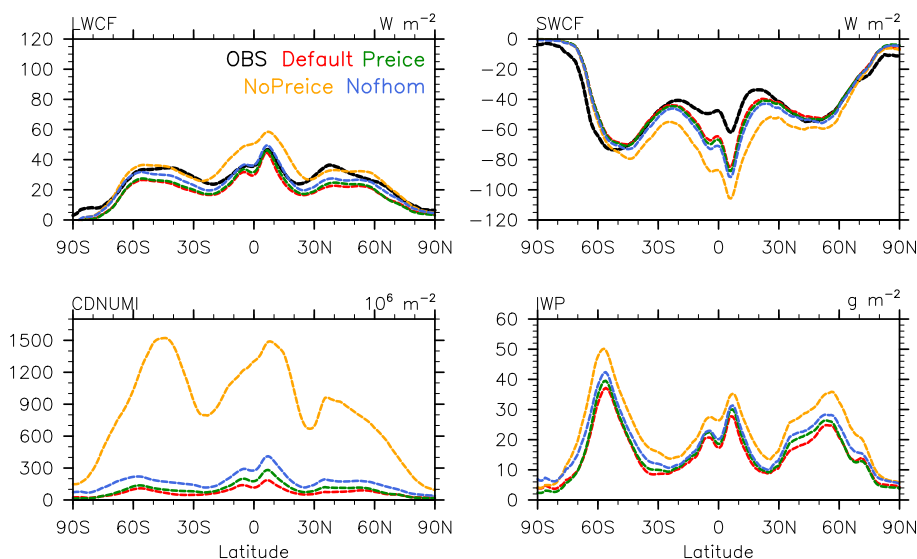 LWCF W m-2
SWCF W m-2
120
100
80
60
40
20
0
OBS Default Preice
NoPreice Nofhom
90S 60S 30S 0 30N 60N 90N
0
−20
−40
−60
−80
−100
−120
90S 60S 30S 0 30N 60N 90N
CDNUMI 10^6 m-2
IWP g m-2
1500
1200
900
600
300
0
90S 60S 30S 0 30N 60N 90N
Latitude
60
50
40
30
20
10
0
90S 60S 30S 0 30N 60N 90N
Latitude